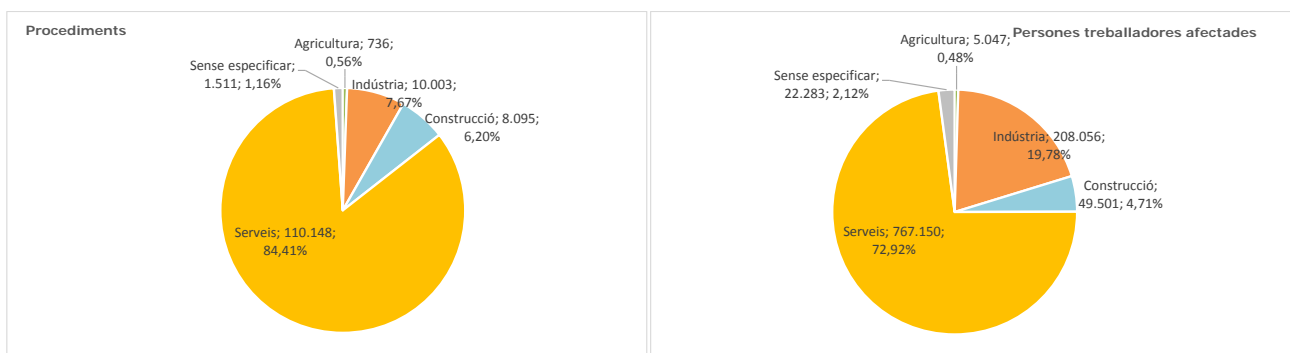 Procediments
Agricultura; 736;
0,56%
Sense especificar;
1.511; 1,16%
Indústria; 10.003;
7,67%
Construcció; 8.095;
6,20%
Serveis; 110.148;
84,41%
Persones treballadores afectades
Agricultura; 5.047;
0,48%
Sense especificar;
22.283; 2,12%
Indústria; 208.056;
19,78%
Construcció;
49.501; 4,71%
Serveis; 767.150;
72,92%